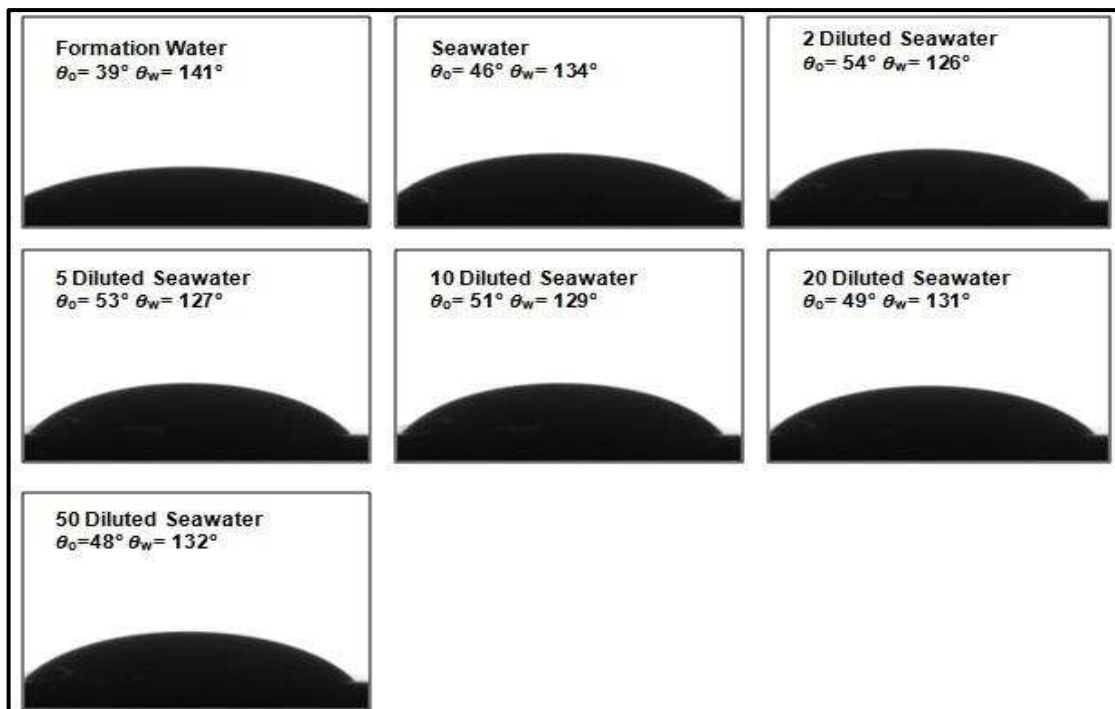 Formation Water
θₒ= 39° θw= 141°
Seawater
θₒ= 46° θw= 134°
2 Diluted Seawater
θₒ= 54° θw= 126°
5 Diluted Seawater
θₒ= 53° θw= 127°
10 Diluted Seawater
θₒ= 51° θw= 129°
20 Diluted Seawater
θₒ= 49° θw= 131°
50 Diluted Seawater
θₒ=48° θw= 132°